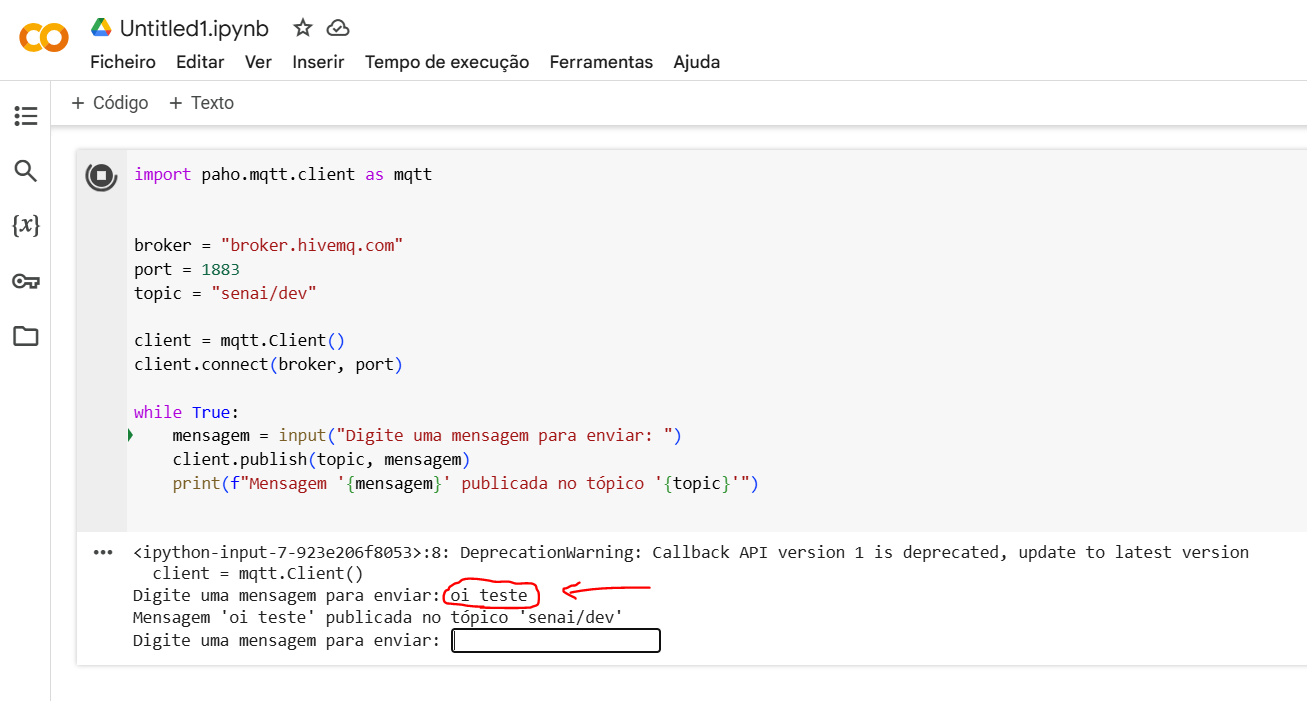 Untitled1.ipynb
Ficheiro Editar Ver Inserir Tempo de execução Ferramentas Ajuda
+ Código + Texto
import paho.mqtt.client as mqtt
broker = "broker.hivemq.com"
port = 1883
topic = "senai/dev"
client = mqtt.Client()
client.connect(broker, port)
while True:
    mensagem = input("Digite uma mensagem para enviar: ")
    client.publish(topic, mensagem)
    print(f"Mensagem '{mensagem}' publicada no tópico '{topic}'")
<ipython-input-7-923e206f8053>:8: DeprecationWarning: Callback API version 1 is deprecated, update to latest version
  client = mqtt.Client()
Digite uma mensagem para enviar: oi teste
Mensagem 'oi teste' publicada no tópico 'senai/dev'
Digite uma mensagem para enviar: